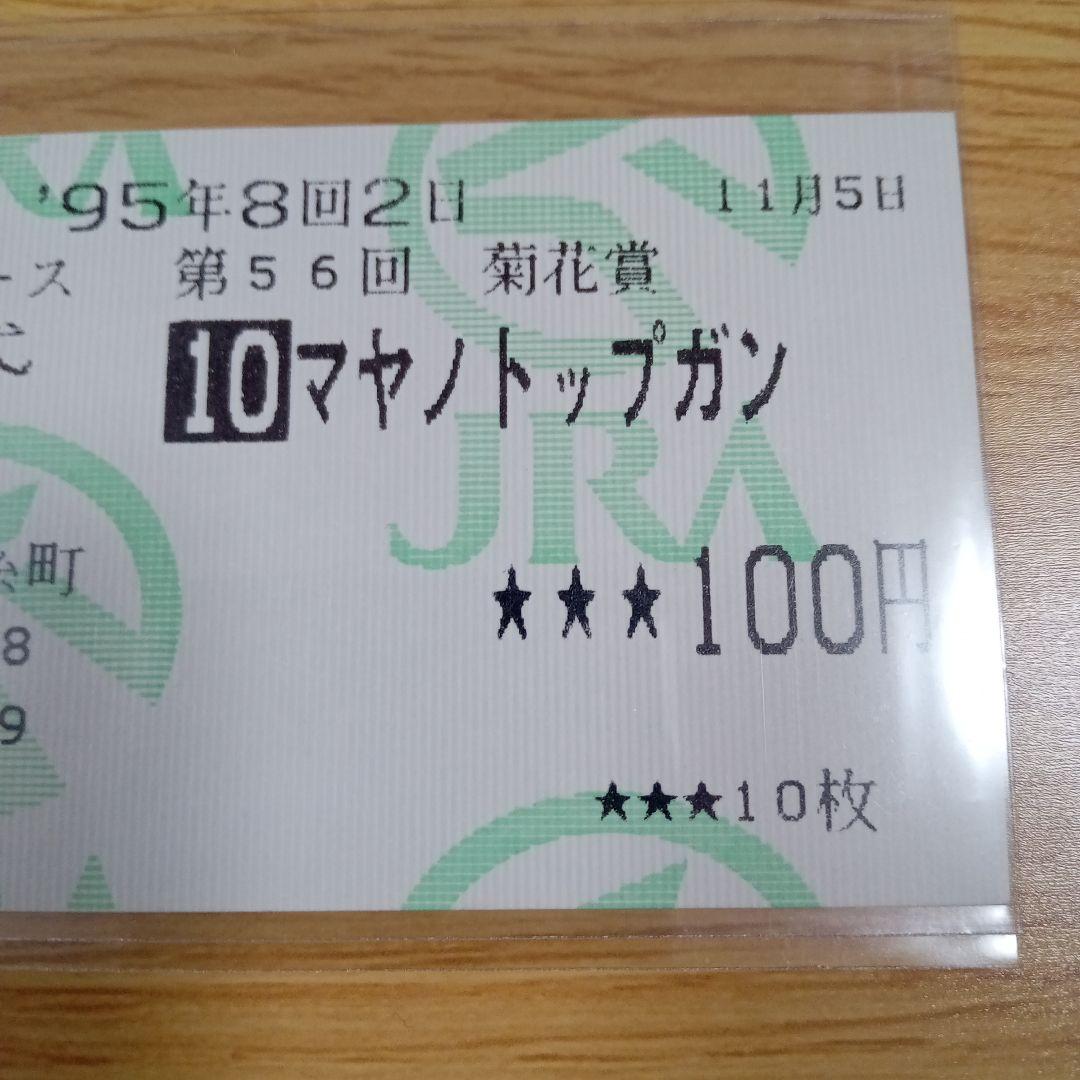 '95年8回2日 11月5日
ース 第56回 菊花賞
10マヤノトップガン
JRA
町
★★★100円
8
9
★★★10枚